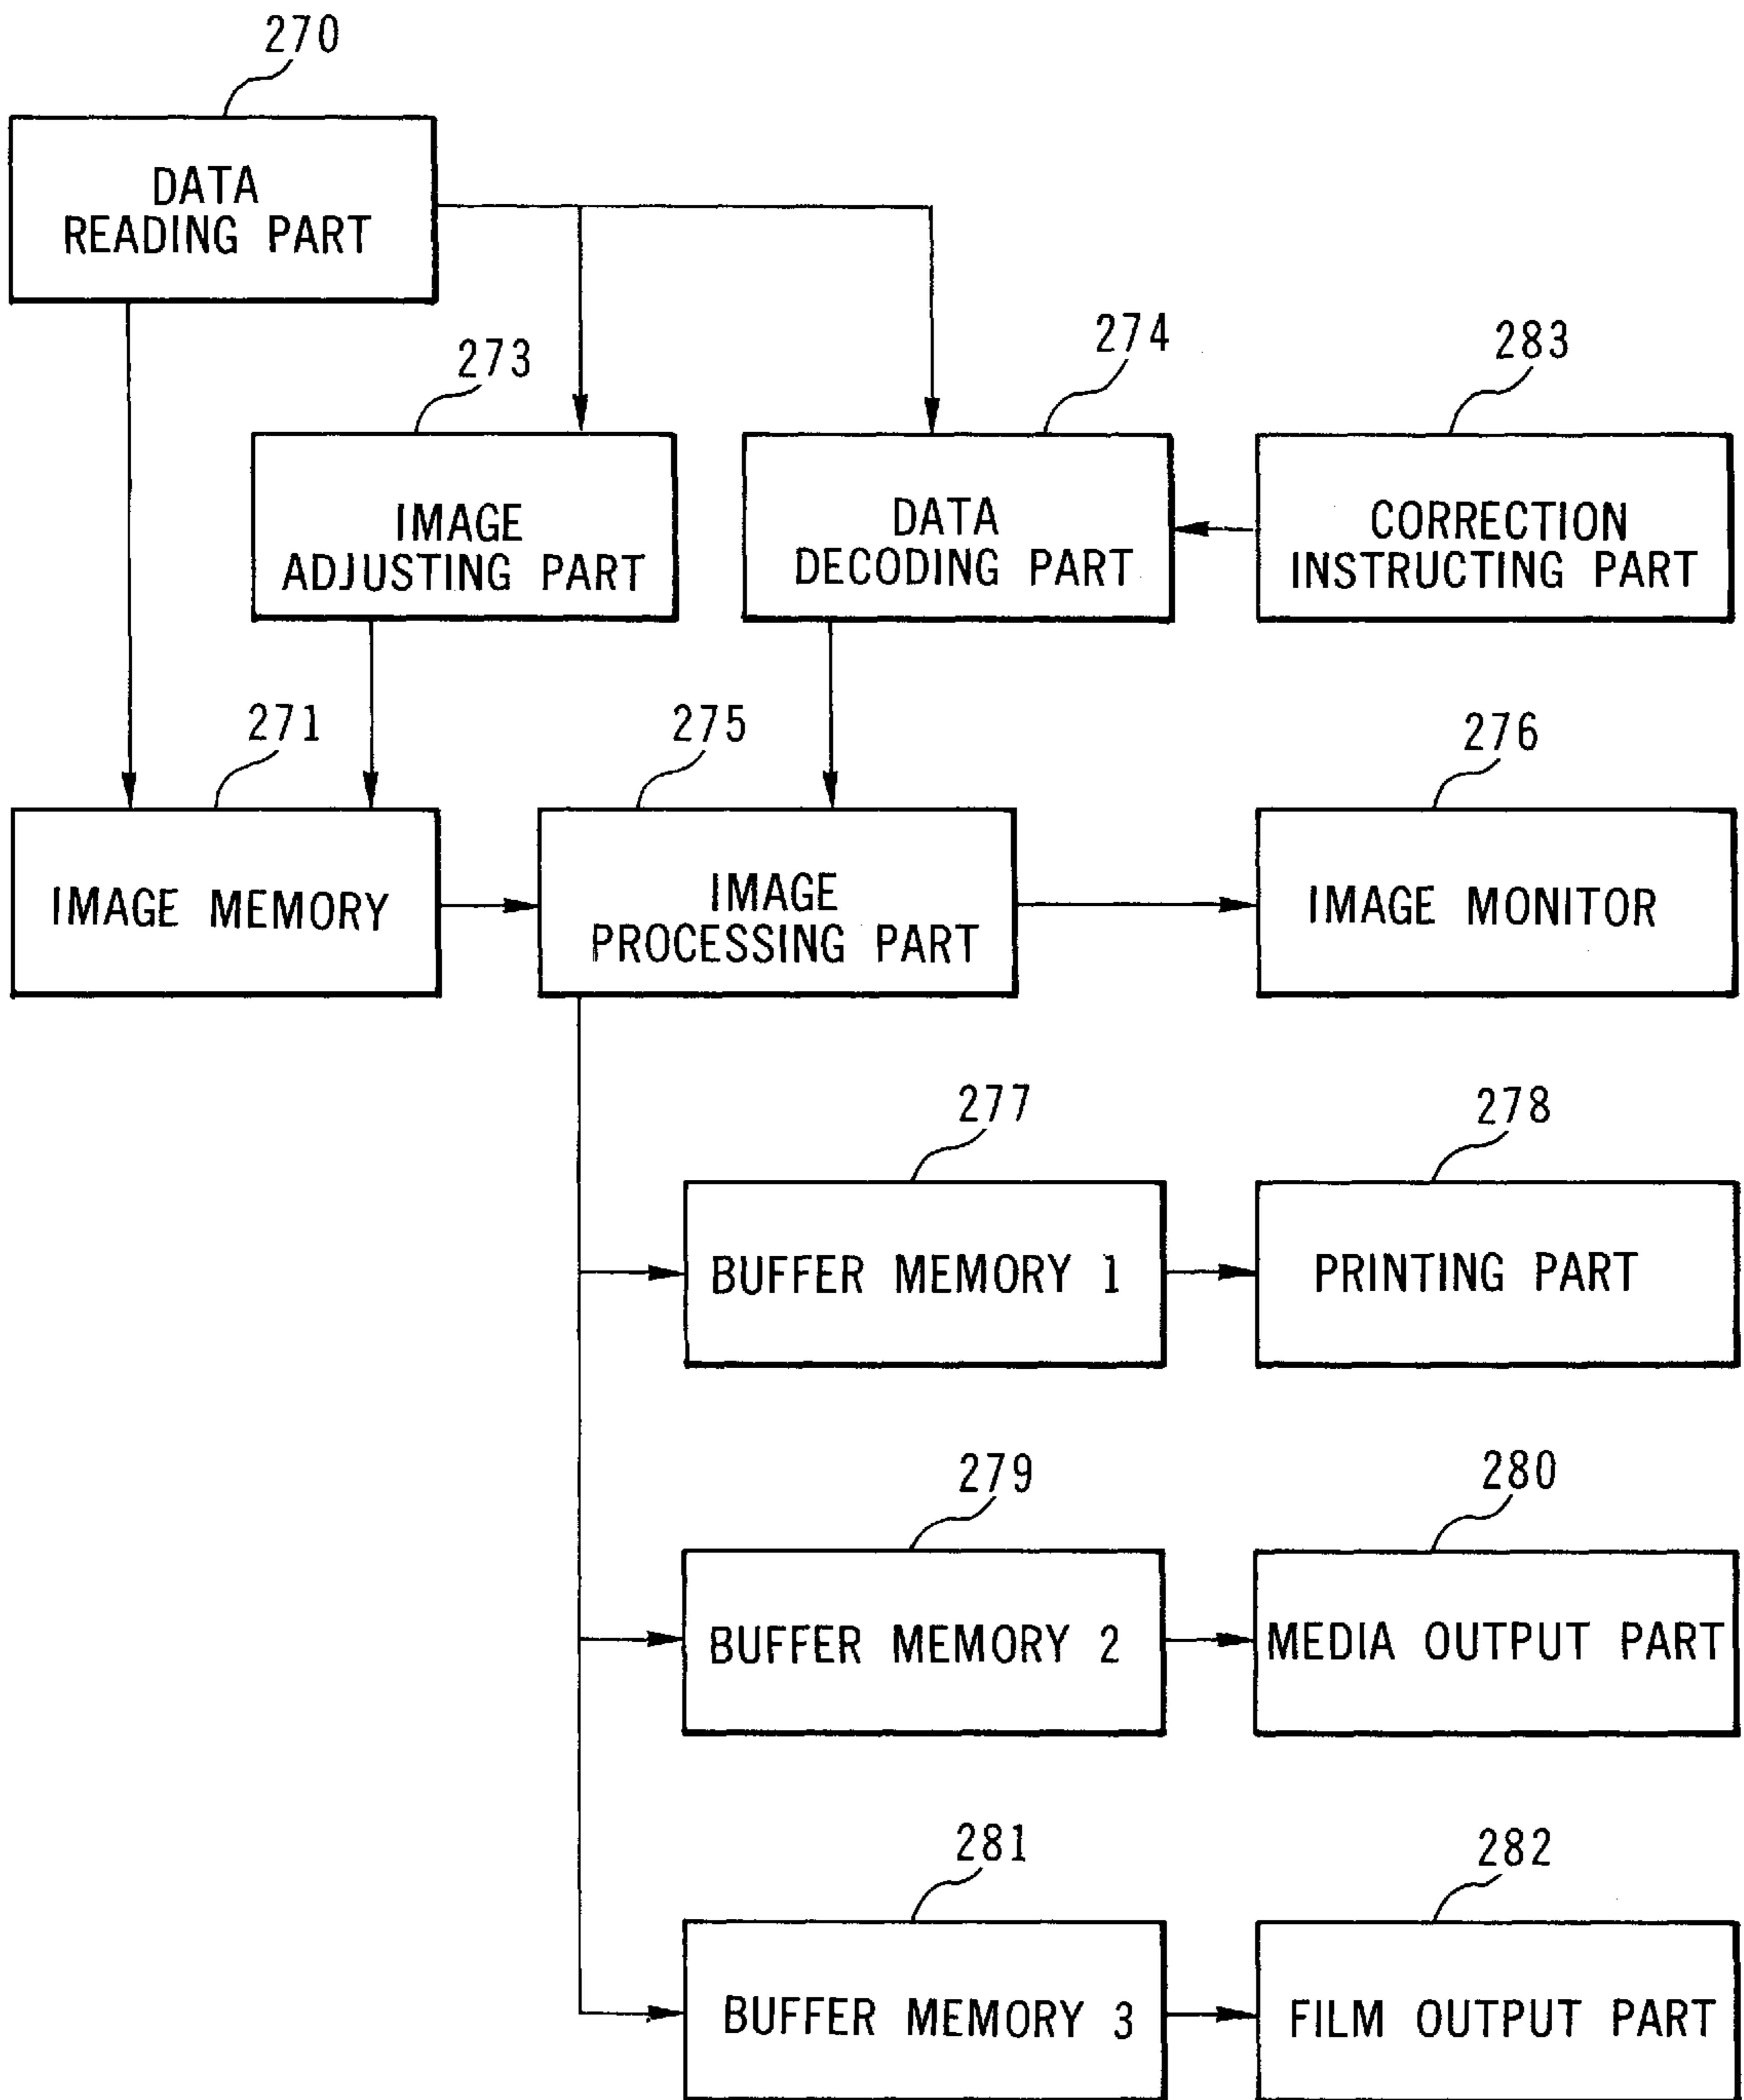 270
DATA
READING PART
273
274
283
IMAGE
ADJUSTING PART
DATA
DECODING PART
CORRECTION
INSTRUCTING PART
271
275
276
IMAGE MEMORY
IMAGE
PROCESSING PART
IMAGE MONITOR
277
278
BUFFER MEMORY 1
PRINTING PART
279
280
BUFFER MEMORY 2
MEDIA OUTPUT PART
281
282
BUFFER MEMORY 3
FILM OUTPUT PART